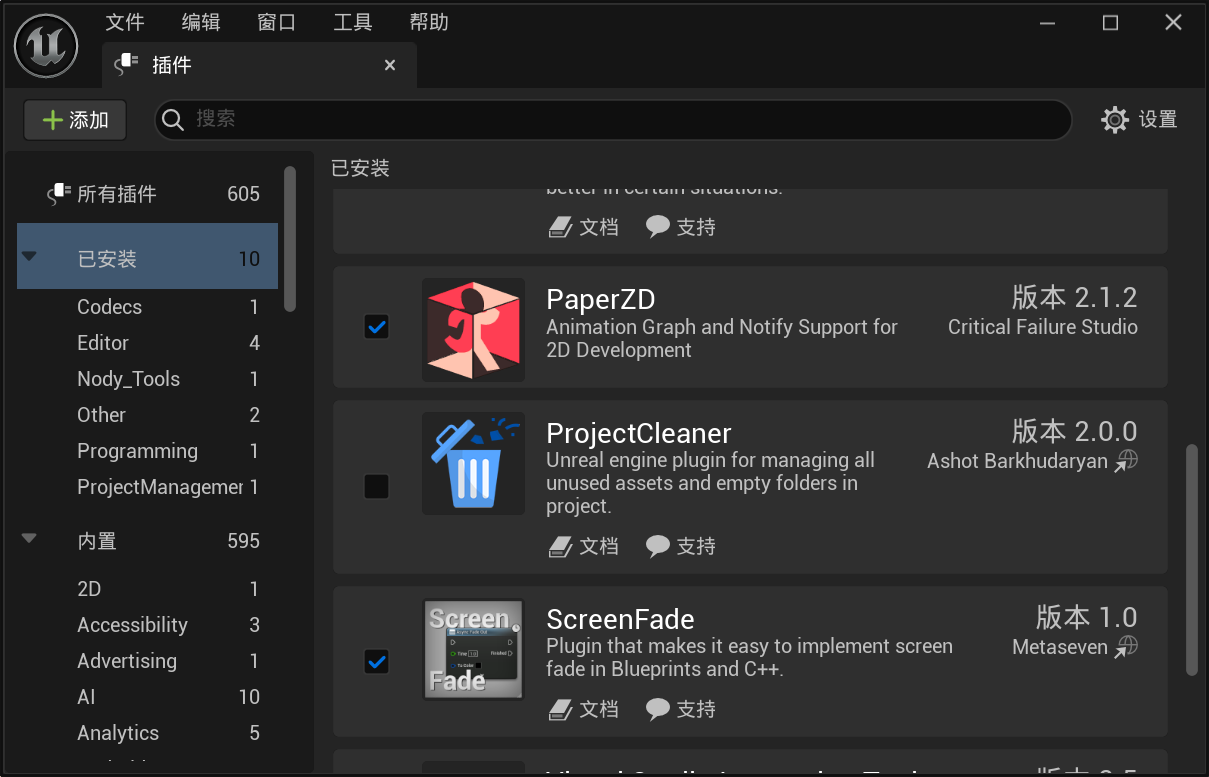 文件 编辑 窗口 工具 帮助
插件
添加 搜索 设置
所有插件 605
已安装 10
Codecs 1
Editor 4
Nody_Tools 1
Other 2
Programming 1
ProjectManagemer 1
内置 595
2D 1
Accessibility 3
Advertising 1
AI 10
Analytics 5
已安装
better in certain situations.
文档 支持
PaperZD
版本 2.1.2
Animation Graph and Notify Support for
2D Development
Critical Failure Studio
ProjectCleaner
版本 2.0.0
Unreal engine plugin for managing all
unused assets and empty folders in
project.
Ashot Barkhudaryan
文档 支持
Screen
Fade
ScreenFade
版本 1.0
Plugin that makes it easy to implement screen
fade in Blueprints and C++.
Metaseven
文档 支持